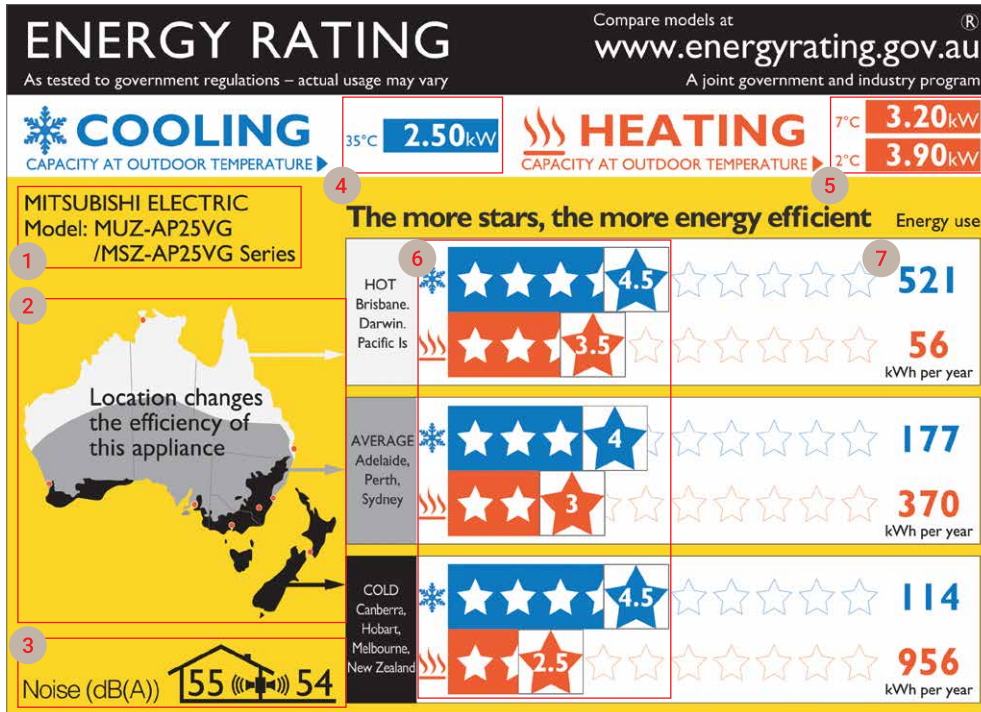 ENERGY RATING
As tested to government regulations – actual usage may vary
Compare models at
®
www.energyrating.gov.au
A joint government and industry program
COOLING
CAPACITY AT OUTDOOR TEMPERATURE
35°C 2.50kW
4
HEATING
CAPACITY AT OUTDOOR TEMPERATURE
7°C 3.20kW
2°C 3.90kW
5
MITSUBISHI ELECTRIC
Model: MUZ-AP25VG
/MSZ-AP25VG Series
1
The more stars, the more energy efficient
Energy use
2
Location changes
the efficiency of
this appliance
6
7
HOT
Brisbane.
Darwin.
Pacific Is
4.5
521
3.5
56
kWh per year
AVERAGE
Adelaide,
Perth,
Sydney
4
177
3
370
kWh per year
COLD
Canberra,
Hobart,
Melbourne,
New Zealand
4.5
114
2.5
956
kWh per year
3
Noise (dB(A)) 55 54